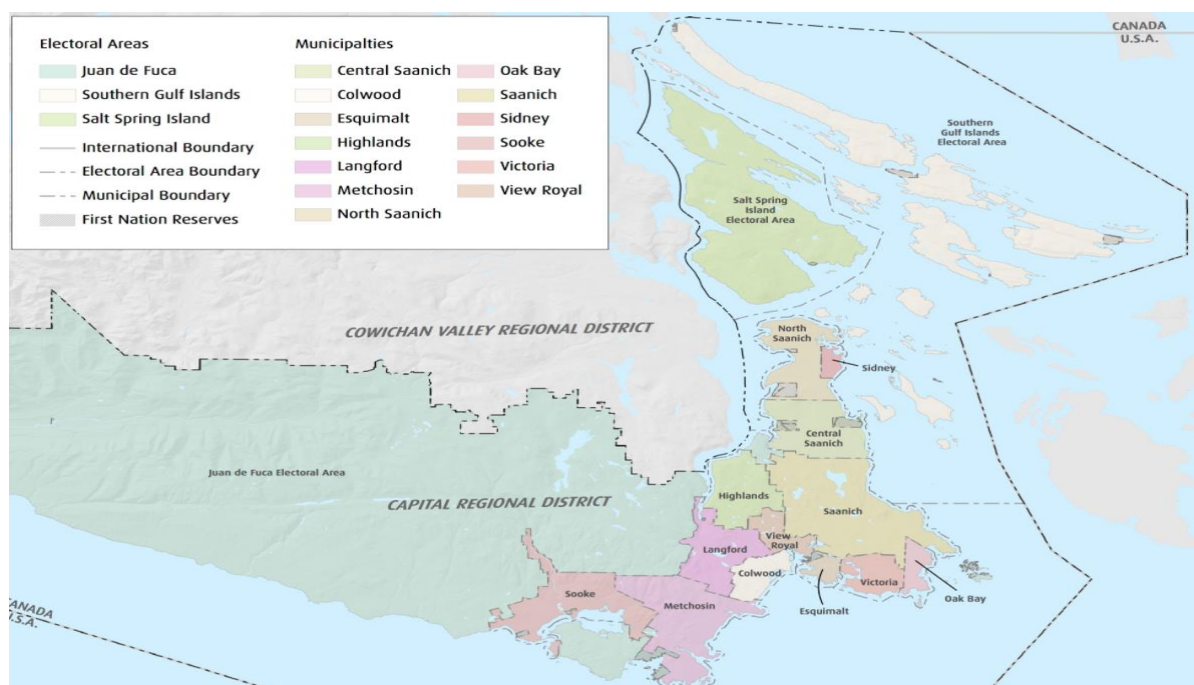 Electoral Areas
Juan de Fuca
Southern Gulf Islands
Salt Spring Island
International Boundary
Electoral Area Boundary
Municipal Boundary
First Nation Reserves
Municipalties
Central Saanich
Colwood
Esquimalt
Highlands
Langford
Metchosin
North Saanich
Oak Bay
Saanich
Sidney
Sooke
Victoria
View Royal
CANADA
U.S.A.
Southern
Gulf Islands
Electoral Area
Salt Spring
Island
Electoral Area
COWICHAN VALLEY REGIONAL DISTRICT
North
Saanich
Sidney
Central
Saanich
Juan de Fuca Electoral Area
CAPITAL REGIONAL DISTRICT
Highlands
Saanich
View
Royal
Langford
Colwood
Sooke
Metchosin
Esquimalt
Victoria
Oak Bay
CANADA
U.S.A.